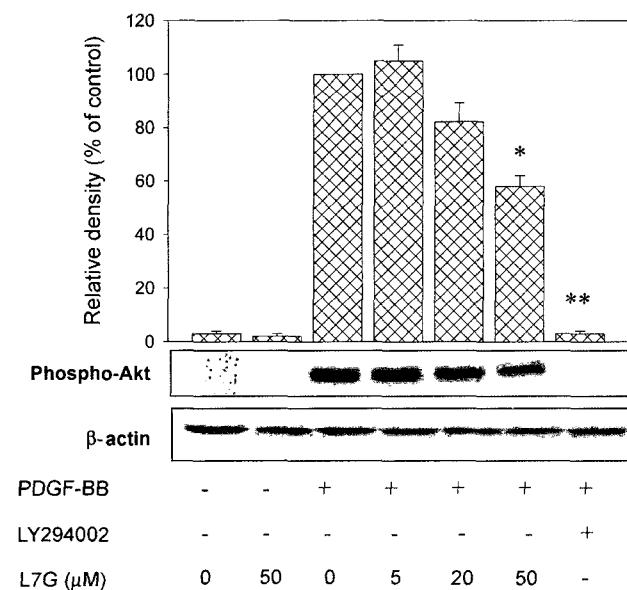 Relative density (% of control)
120
100
80
60
40
20
0
*
**
Phospho-Akt
β-actin
PDGF-BB - - + + + + +
LY294002 - - - - - - +
L7G (μM) 0 50 0 5 20 50 -